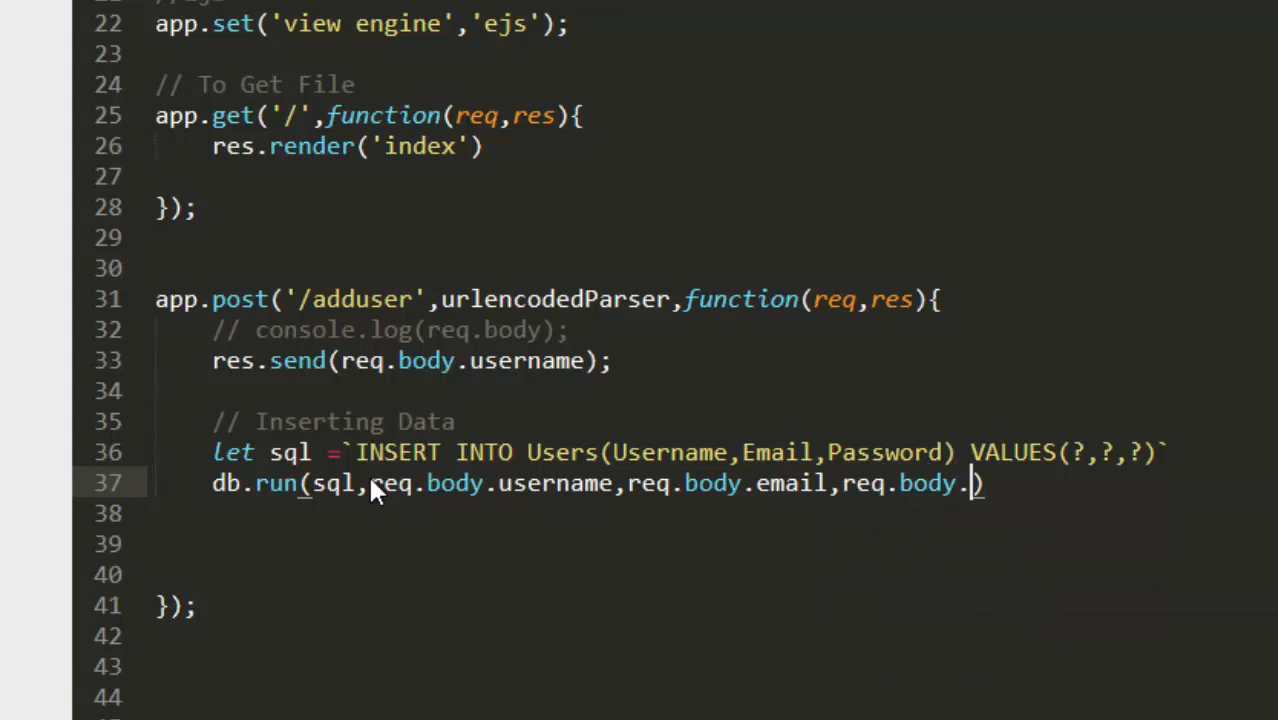 22 app.set('view engine','ejs');
23
24 // To Get File
25 app.get('/',function(req,res){
26 res.render('index')
27
28 });
29
30
31 app.post('/adduser',urlencodedParser,function(req,res){
32 // console.log(req.body);
33 res.send(req.body.username);
34
35 // Inserting Data
36 let sql =`INSERT INTO Users(Username,Email,Password) VALUES(?,?,?)`
37 db.run(sql,req.body.username,req.body.email,req.body.)
38
39
40
41 });
42
43
44